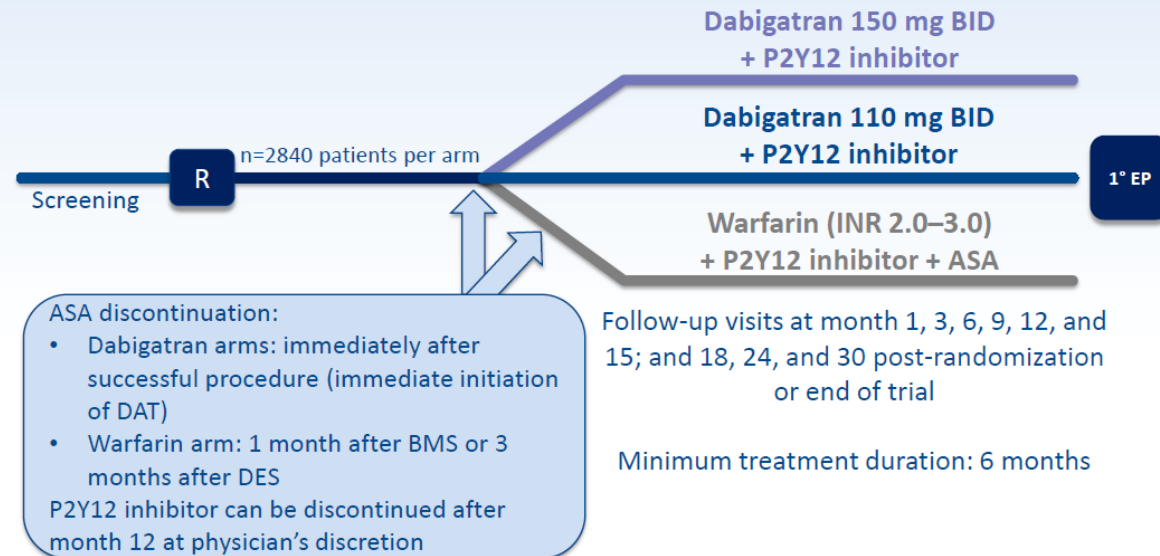 Dabigatran 150 mg BID
+ P2Y12 inhibitor
n=2840 patients per arm
Dabigatran 110 mg BID
+ P2Y12 inhibitor
R
1° EP
Screening
Warfarin (INR 2.0–3.0)
+ P2Y12 inhibitor + ASA
ASA discontinuation:
• Dabigatran arms: immediately after
successful procedure (immediate initiation
of DAT)
• Warfarin arm: 1 month after BMS or 3
months after DES
P2Y12 inhibitor can be discontinued after
month 12 at physician’s discretion
Follow-up visits at month 1, 3, 6, 9, 12, and
15; and 18, 24, and 30 post-randomization
or end of trial
Minimum treatment duration: 6 months